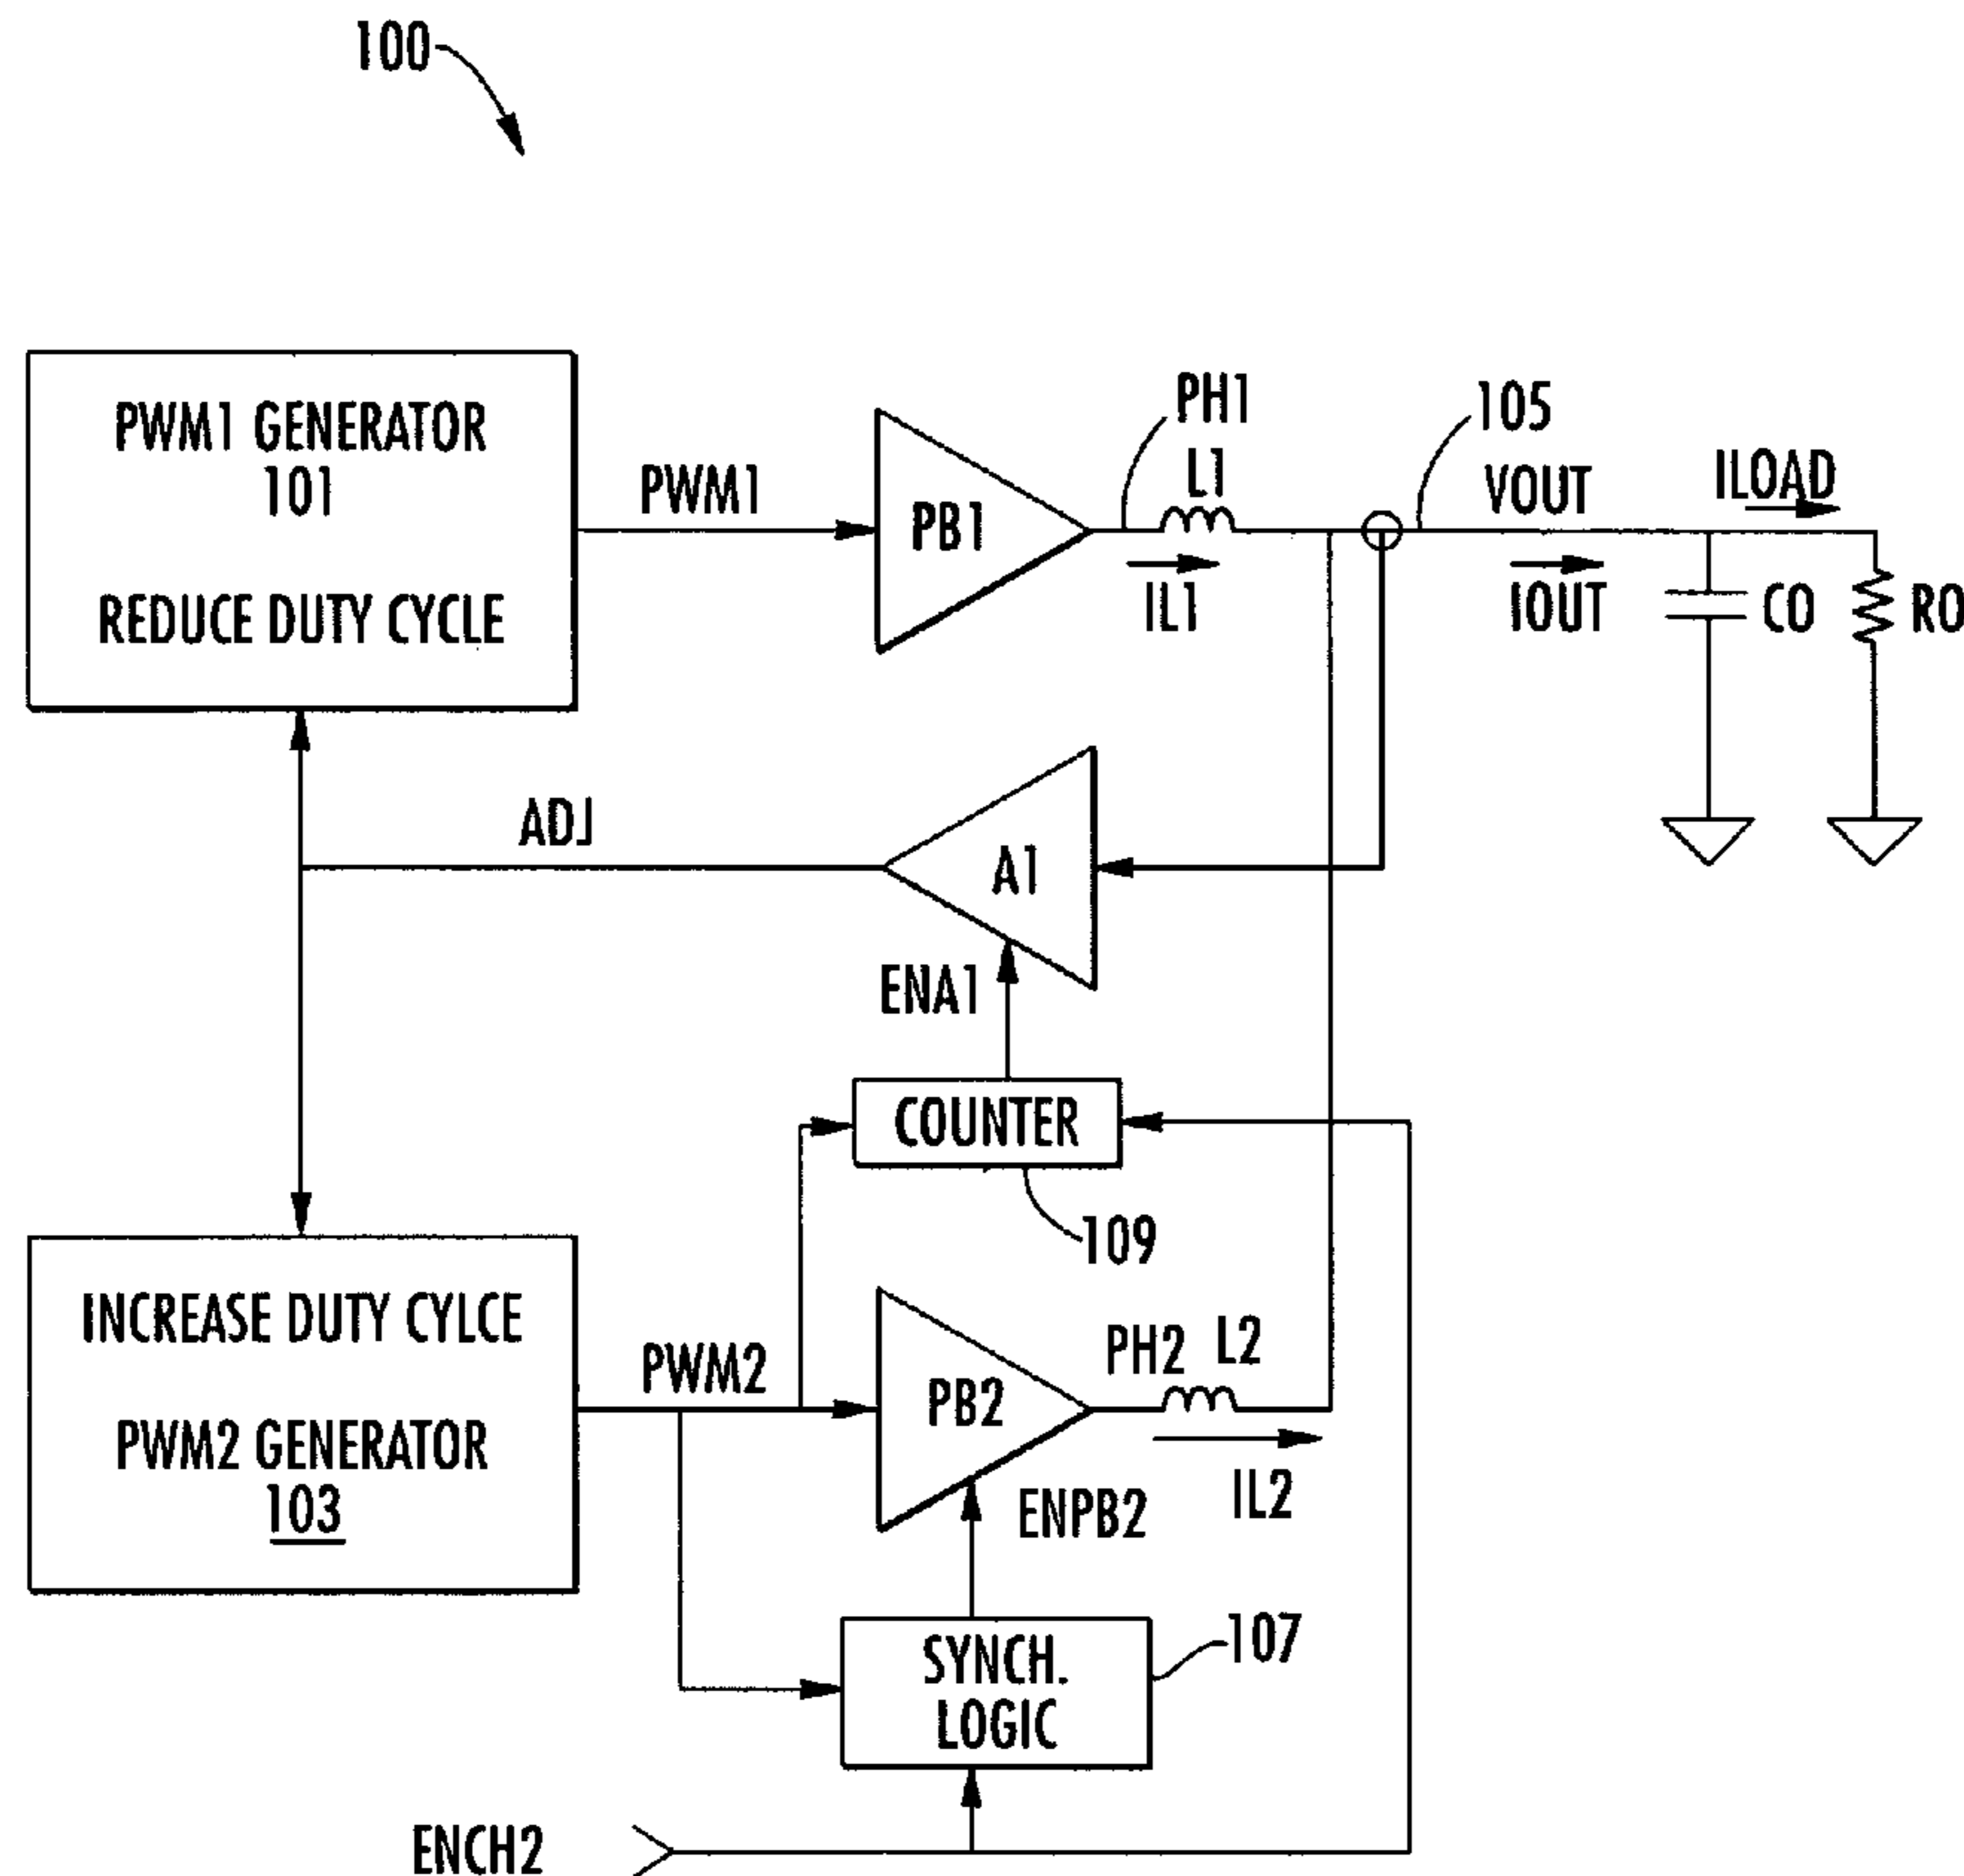 100
PWM1 GENERATOR
101
REDUCE DUTY CYCLE
PWM1
PB1
PH1
L1
IL1
105
VOUT
IOUT
ILOAD
CO
RO
ADJ
A1
ENA1
COUNTER
109
INCREASE DUTY CYLCE
PWM2 GENERATOR
103
PWM2
PB2
PH2
L2
IL2
ENPB2
SYNCH.
LOGIC
107
ENCH2